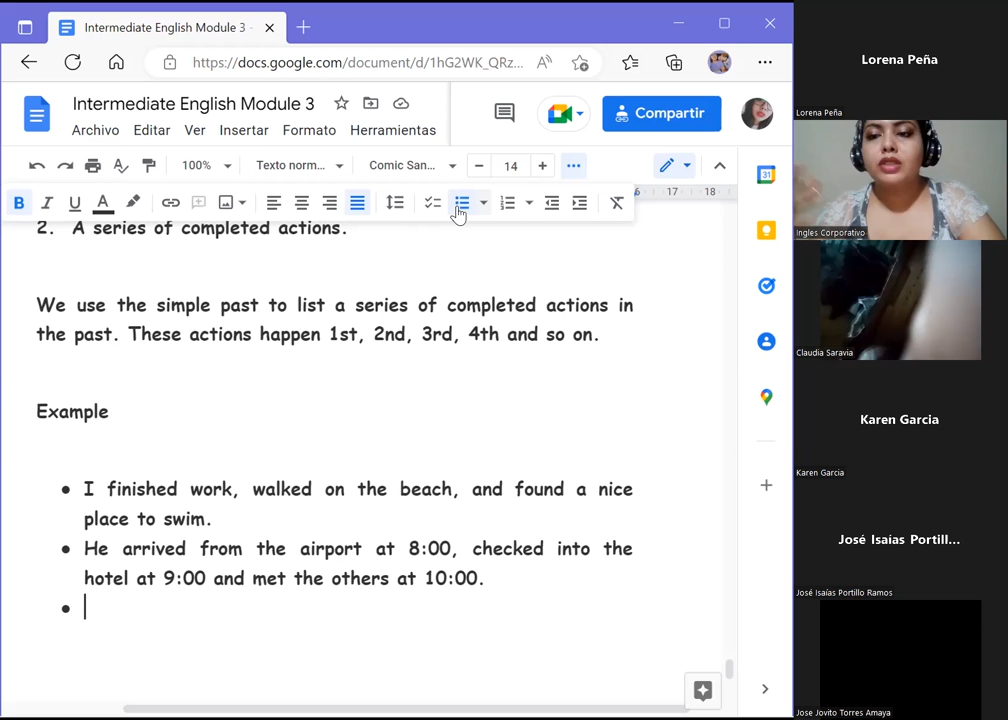 Intermediate English Module 3 -
https://docs.google.com/document/d/1hG2WK_QRz...
Intermediate English Module 3
Archivo Editar Ver Insertar Formato Herramientas
Compartir
100% Texto norm... Comic San... 14
B I U A
16 17 18
31
2. A series of completed actions.
We use the simple past to list a series of completed actions in
the past. These actions happen 1st, 2nd, 3rd, 4th and so on.
Example
• I finished work, walked on the beach, and found a nice
place to swim.
• He arrived from the airport at 8:00, checked into the
hotel at 9:00 and met the others at 10:00.
•
Lorena Peña
Lorena Peña
Ingles Corporativo
Claudia Saravia
Karen Garcia
Karen Garcia
José Isaías Portill...
José Isaías Portillo Ramos
Jose Jovito Torres Amaya